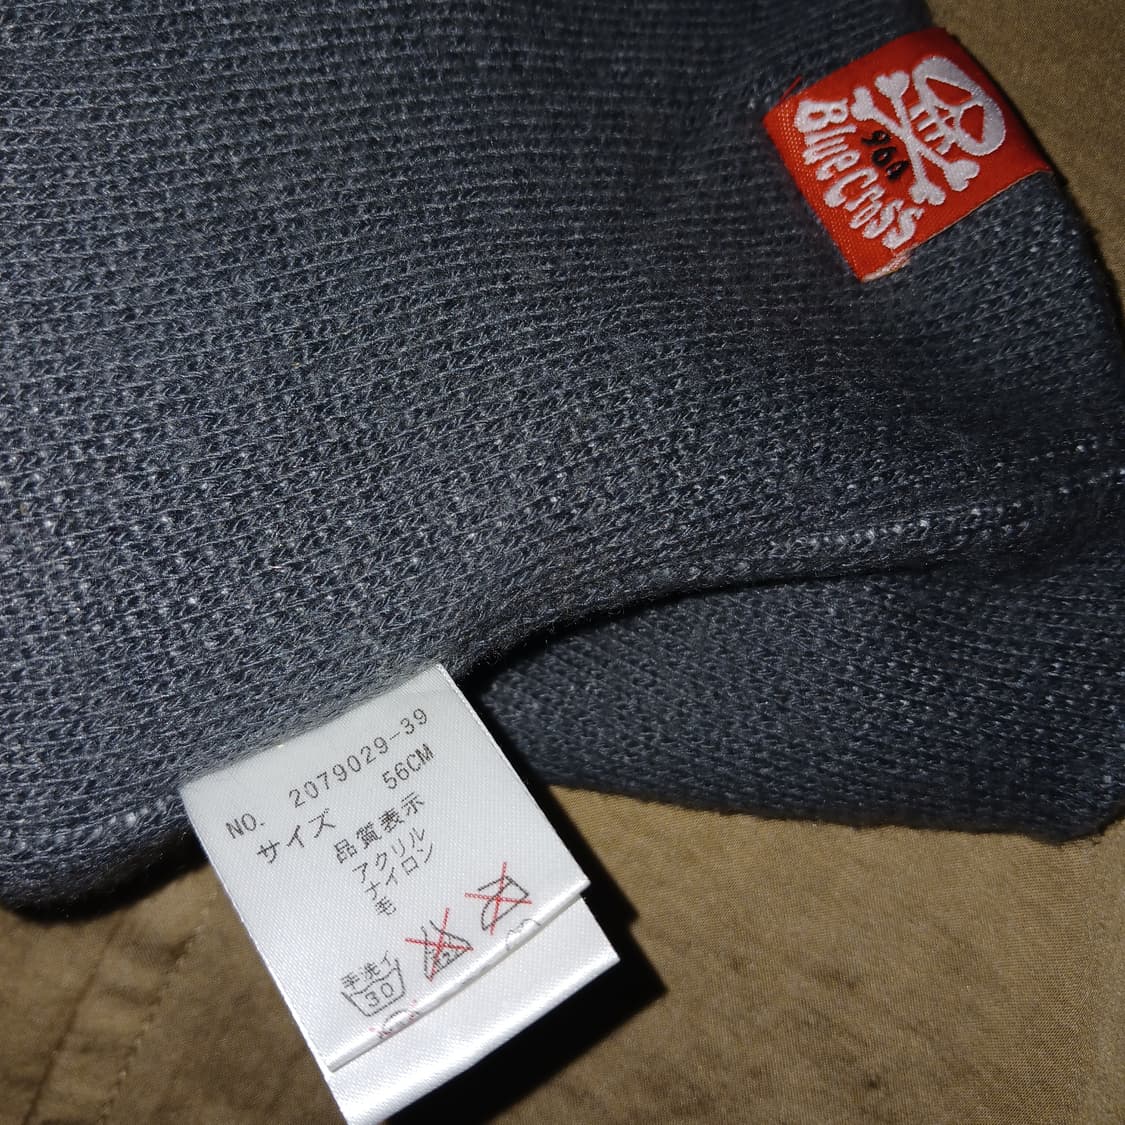 BlueCross
NO. 2079029-39
サイズ 56CM
品質表示
アクリル
ナイロン
毛
手洗イ
30